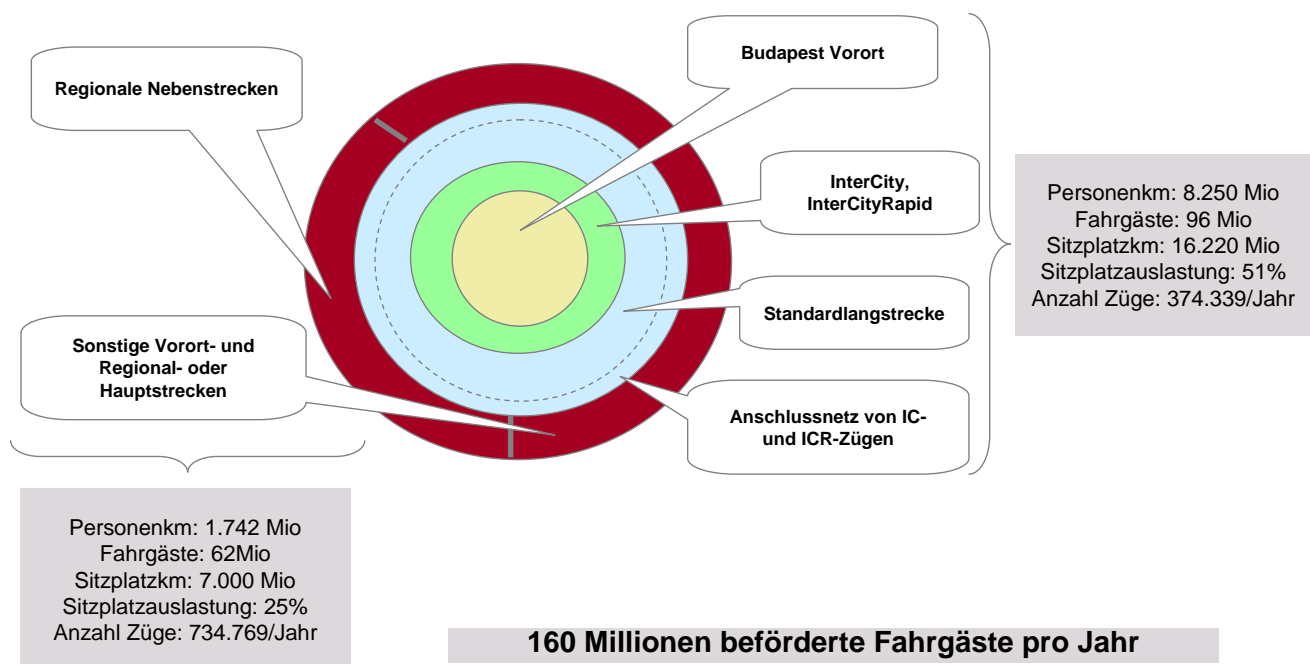 Budapest Vorort
Regionale Nebenstrecken
InterCity,
InterCityRapid
Personenkm: 8.250 Mio
Fahrgäste: 96 Mio
Sitzplatzkm: 16.220 Mio
Sitzplatzauslastung: 51%
Anzahl Züge: 374.339/Jahr
Standardlangstrecke
Sonstige Vorort- und
Regional- oder
Hauptstrecken
Anschlussnetz von IC-
und ICR-Zügen
Personenkm: 1.742 Mio
Fahrgäste: 62Mio
Sitzplatzkm: 7.000 Mio
Sitzplatzauslastung: 25%
Anzahl Züge: 734.769/Jahr
160 Millionen beförderte Fahrgäste pro Jahr